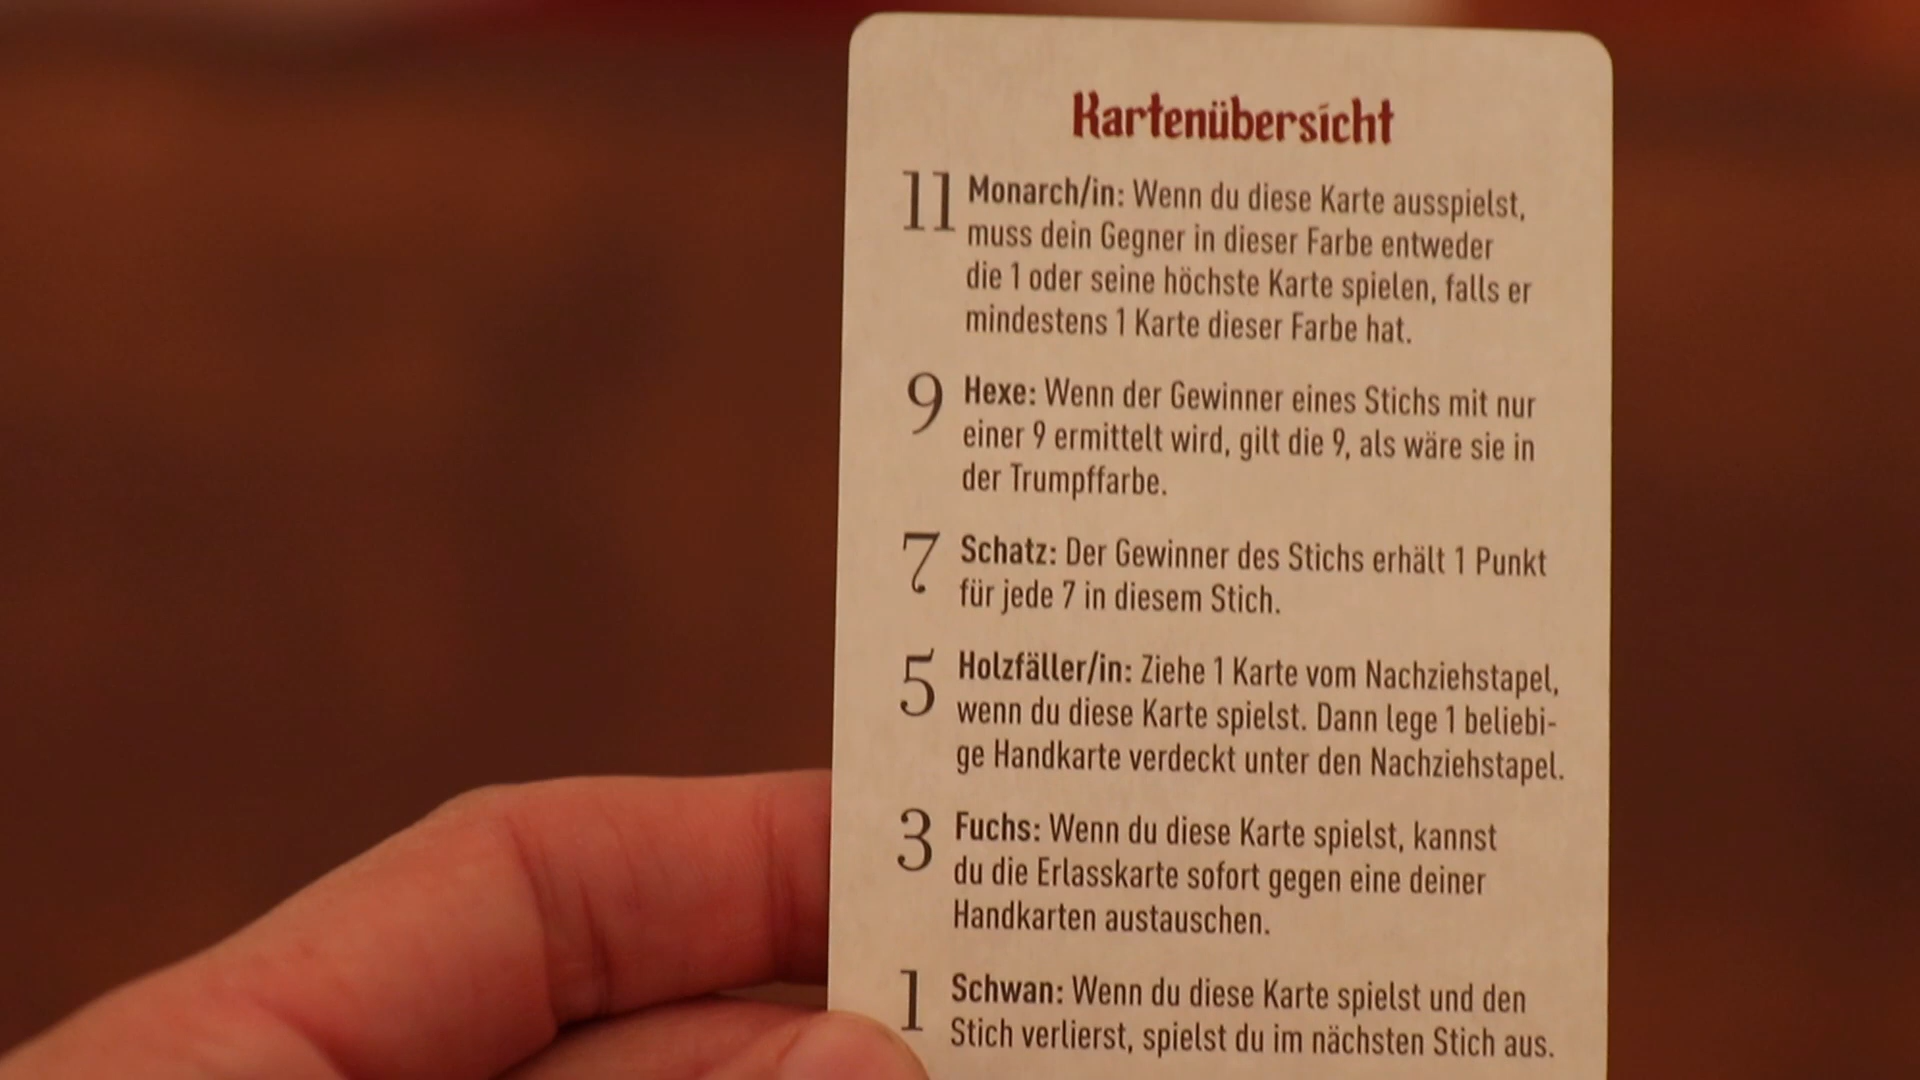 Kartenübersicht
11 Monarch/in: Wenn du diese Karte ausspielst,
muss dein Gegner in dieser Farbe entweder
die 1 oder seine höchste Karte spielen, falls er
mindestens 1 Karte dieser Farbe hat.
9 Hexe: Wenn der Gewinner eines Stichs mit nur
einer 9 ermittelt wird, gilt die 9, als wäre sie in
der Trumpffarbe.
7 Schatz: Der Gewinner des Stichs erhält 1 Punkt
für jede 7 in diesem Stich.
5 Holzfäller/in: Ziehe 1 Karte vom Nachziehstapel,
wenn du diese Karte spielst. Dann lege 1 beliebi-
ge Handkarte verdeckt unter den Nachziehstapel.
3 Fuchs: Wenn du diese Karte spielst, kannst
du die Erlasskarte sofort gegen eine deiner
Handkarten austauschen.
1 Schwan: Wenn du diese Karte spielst und den
Stich verlierst, spielst du im nächsten Stich aus.